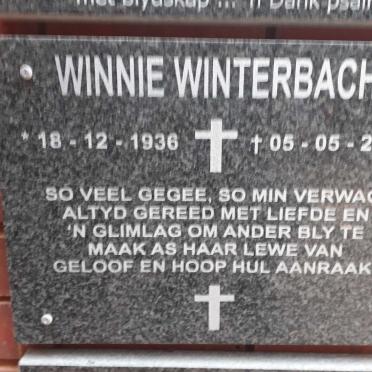 met blydskap ... 'n Dank psal
WINNIE WINTERBACH
* 18 - 12 - 1936 † 05 - 05 - 2
SO VEEL GEGEE, SO MIN VERWAG
ALTYD GEREED MET LIEFDE EN
'N GLIMLAG OM ANDER BLY TE
MAAK AS HAAR LEWE VAN
GELOOF EN HOOP HUL AANRAAK